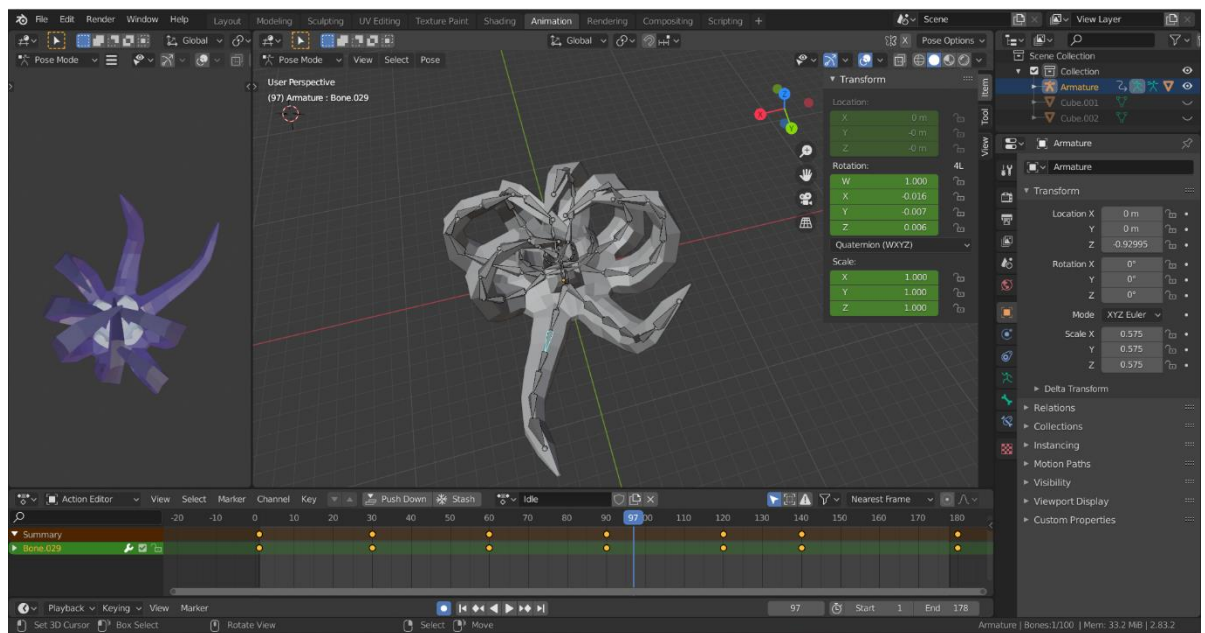 File Edit Render Window Help Layout Modeling Sculpting UV Editing Texture Paint Shading Animation Rendering Compositing Scripting + Scene View Layer
Global Global Pose Options
Pose Mode Pose Mode View Select Pose
User Perspective
(97) Armature : Bone.029
X
Y
Z
Transform
Location:
X 0 m
Y -0 m
Z -0 m
Rotation: 4L
W 1.000
X -0.016
Y -0.007
Z 0.006
Quaternion (WXYZ)
Scale:
X 1.000
Y 1.000
Z 1.000
Item
Tool
View
Scene Collection
Collection
Armature
Cube.001
Cube.002
Armature
Armature
Transform
Location X 0 m
Y 0 m
Z -0.92995
Rotation X 0°
Y 0°
Z 0°
Mode XYZ Euler
Scale X 0.575
Y 0.575
Z 0.575
Delta Transform
Relations
Collections
Instancing
Motion Paths
Visibility
Viewport Display
Custom Properties
Action Editor View Select Marker Channel Key Push Down Stash Idle Nearest Frame
-20 -10 0 10 20 30 40 50 60 70 80 90 97 00 110 120 130 140 150 160 170 180
Summary
Bone.029
Playback Keying View Marker 97 Start 1 End 178
Set 3D Cursor Box Select Rotate View Select Move Armature | Bones:1/100 | Mem: 33.2 MiB | 2.83.2